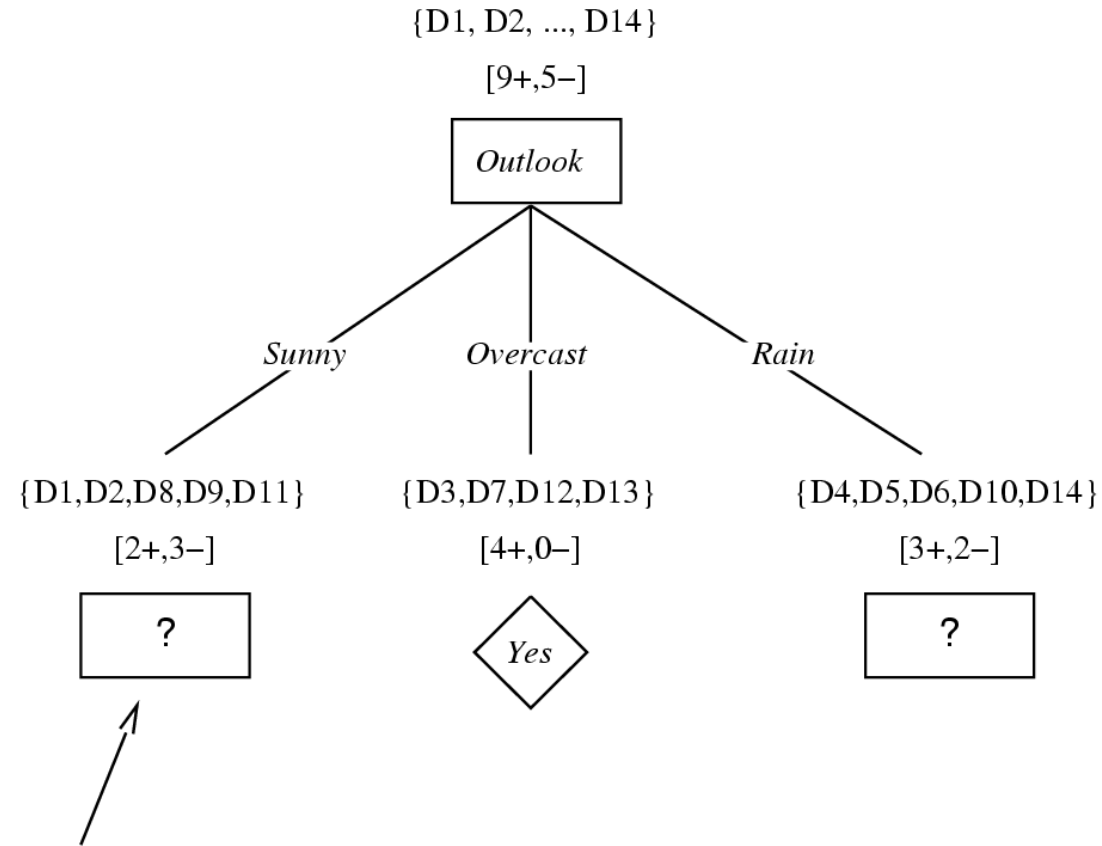 {D1, D2, ..., D14}
[9+,5−]
Outlook
Sunny Overcast Rain
{D1,D2,D8,D9,D11} {D3,D7,D12,D13} {D4,D5,D6,D10,D14}
[2+,3−] [4+,0−] [3+,2−]
? Yes ?